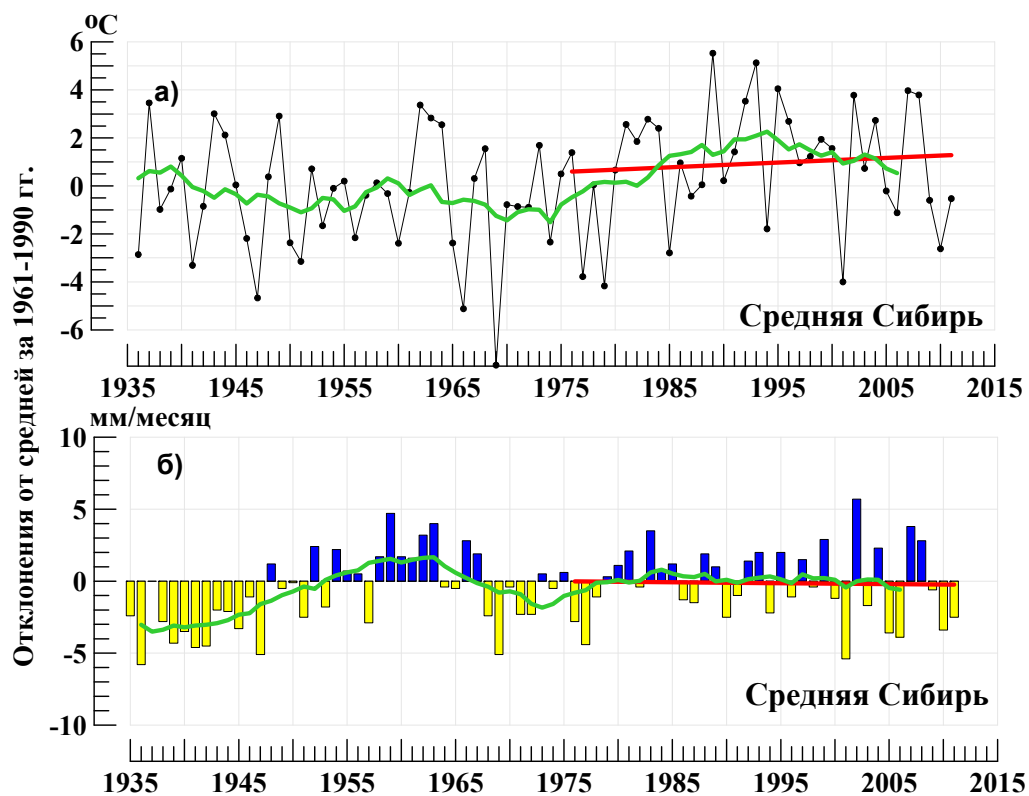 Отклонения от средней за 1961-1990 гг.
oC
6
4
2
0
-2
-4
-6
а)
Средняя Сибирь
1935 1945 1955 1965 1975 1985 1995 2005 2015
мм/месяц
10
5
0
-5
-10
б)
Средняя Сибирь
1935 1945 1955 1965 1975 1985 1995 2005 2015